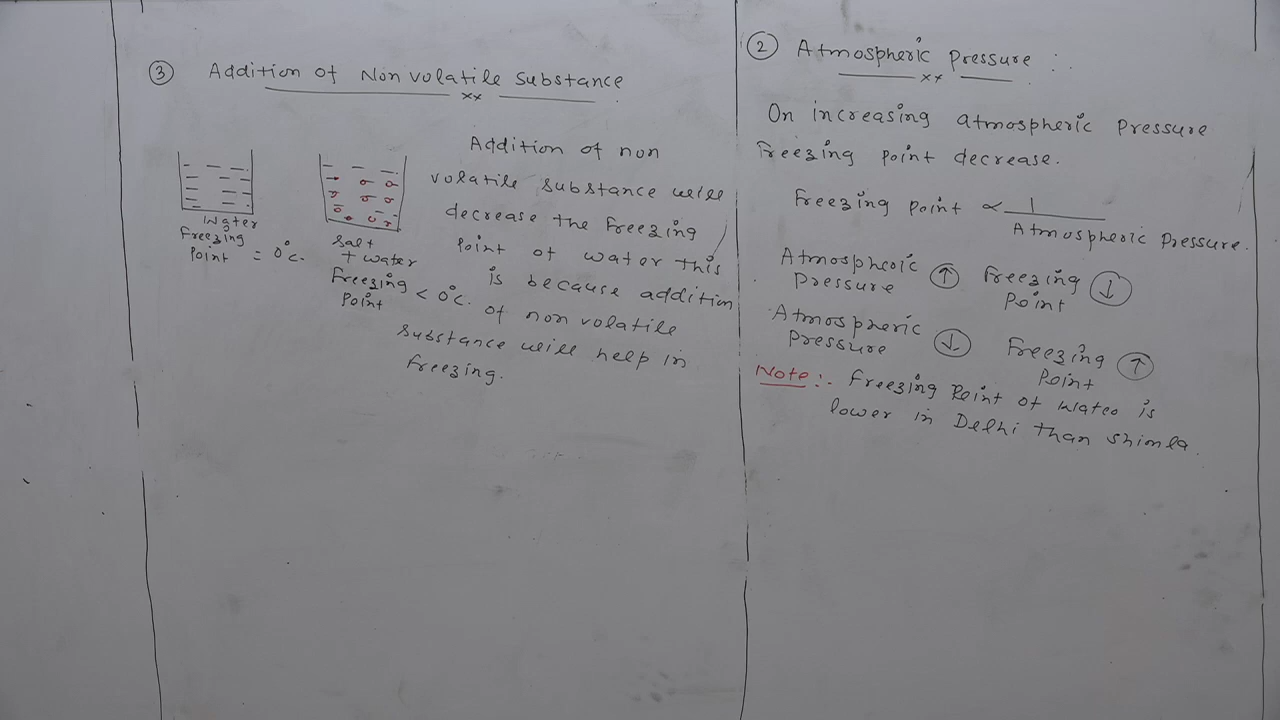 ③ Addition of Non volatile substance
Water
Freezing
Point = 0°c.
Salt
+ water
Freezing
Point < 0°c.
Addition of non
volatile substance will
decrease the freezing
point of water this
is because addition
of non volatile
substance will help in
freezing.
② Atmospheric Pressure :.
On increasing atmospheric pressure
freezing point decrease.
Freezing point ∝ 1
Atmospheric Pressure.
Atmospheric
pressure ↑ Freezing
Point ↓
Atmospheric
Pressure ↓ Freezing
Point ↑
Note :- Freezing Point of water is
lower in Delhi than shimla.